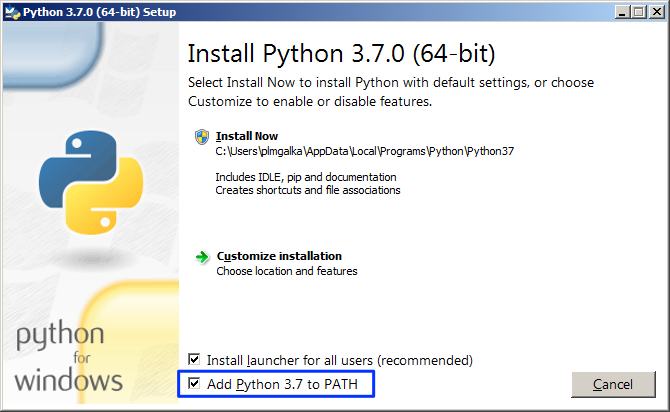 Python 3.7.0 (64-bit) Setup
Install Python 3.7.0 (64-bit)
Select Install Now to install Python with default settings, or choose
Customize to enable or disable features.
Install Now
C:\Users\plmgalka\AppData\Local\Programs\Python\Python37
Includes IDLE, pip and documentation
Creates shortcuts and file associations
Customize installation
Choose location and features
python
for
windows
Install launcher for all users (recommended)
Add Python 3.7 to PATH
Cancel